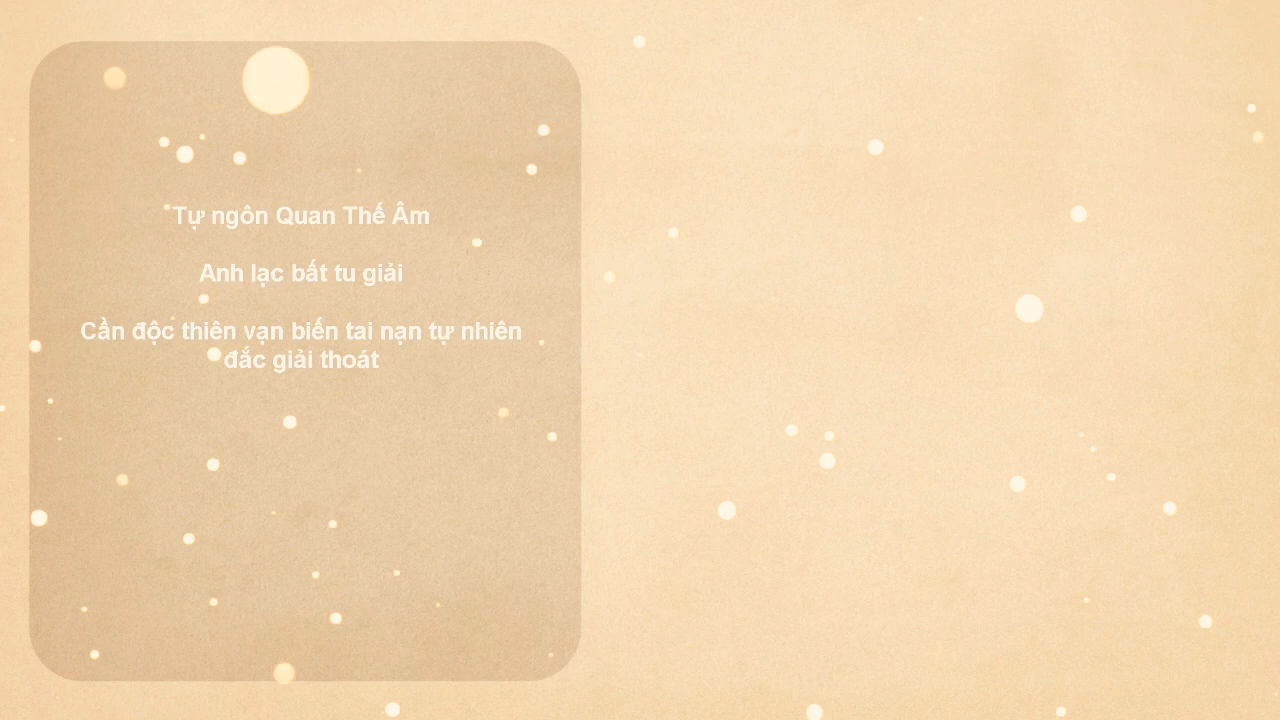 Tự ngôn Quan Thế Âm
Anh lạc bất tu giải
Cần độc thiên vạn biến tai nạn tự nhiên
đắc giải thoát